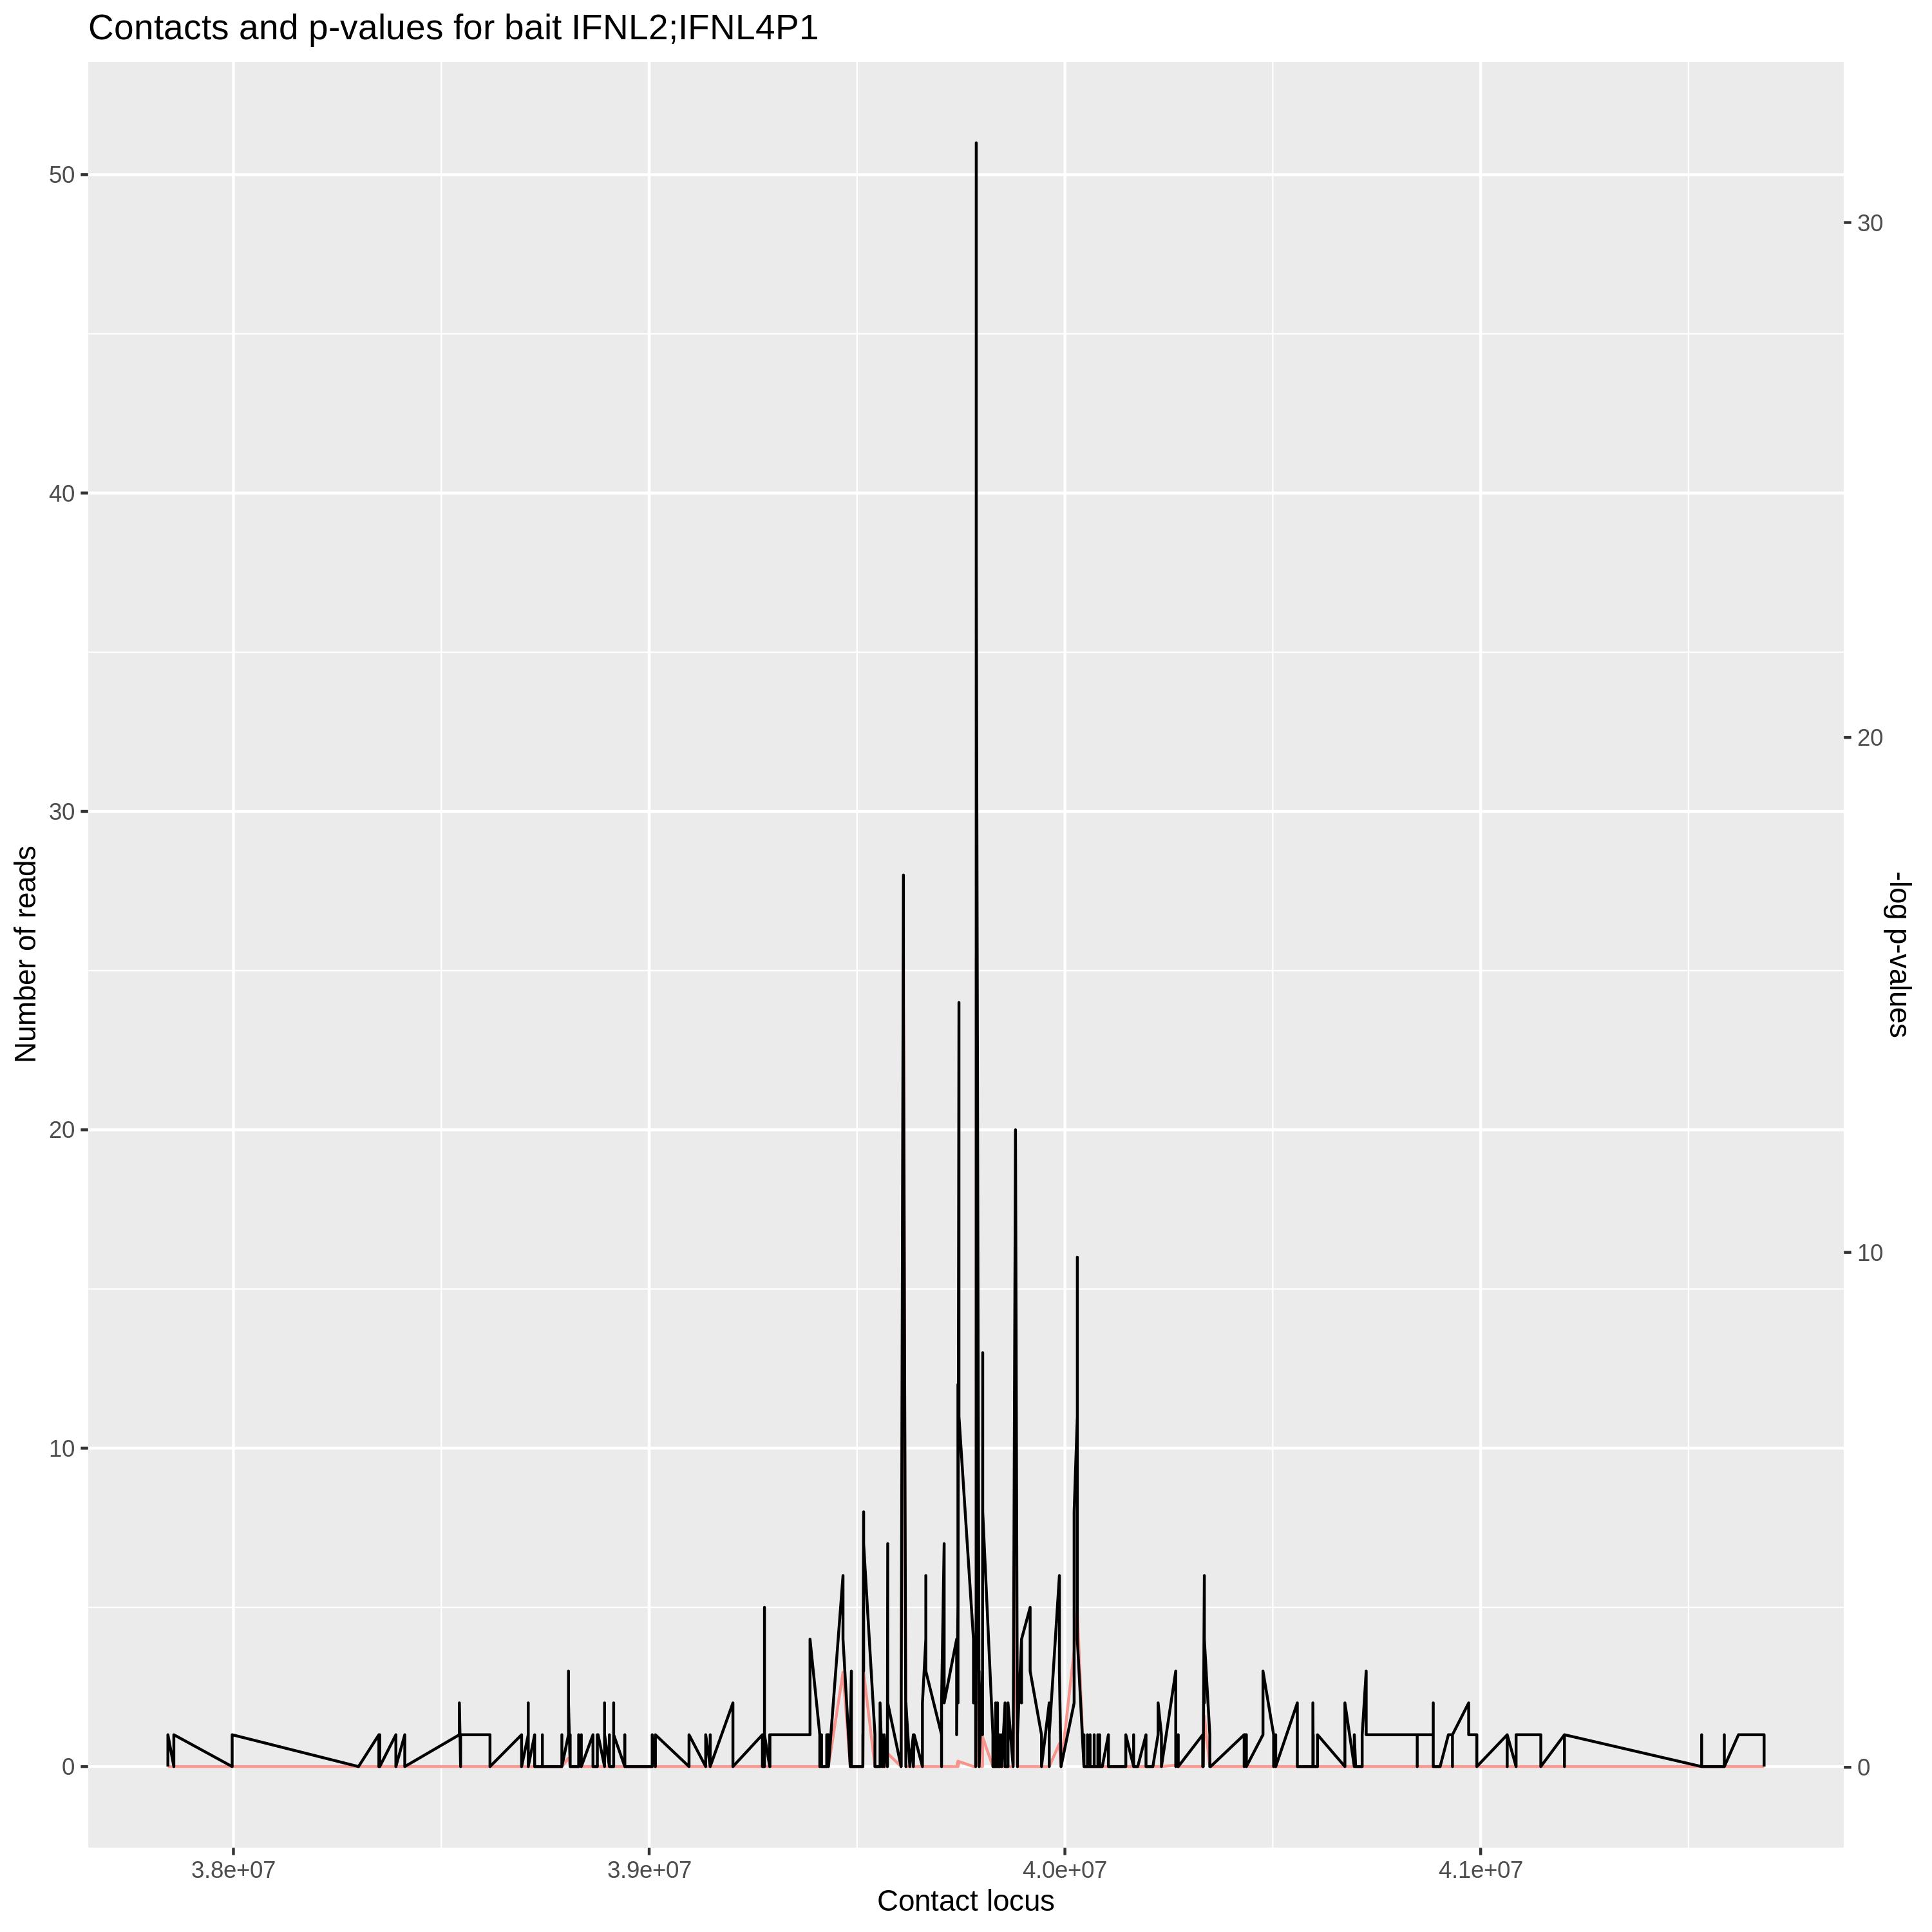 Contacts and p-values for bait IFNL2;IFNL4P1
50
40
30
20
10
0
Number of reads
30
20
10
0
-log p-values
3.8e+07
3.9e+07
4.0e+07
4.1e+07
Contact locus